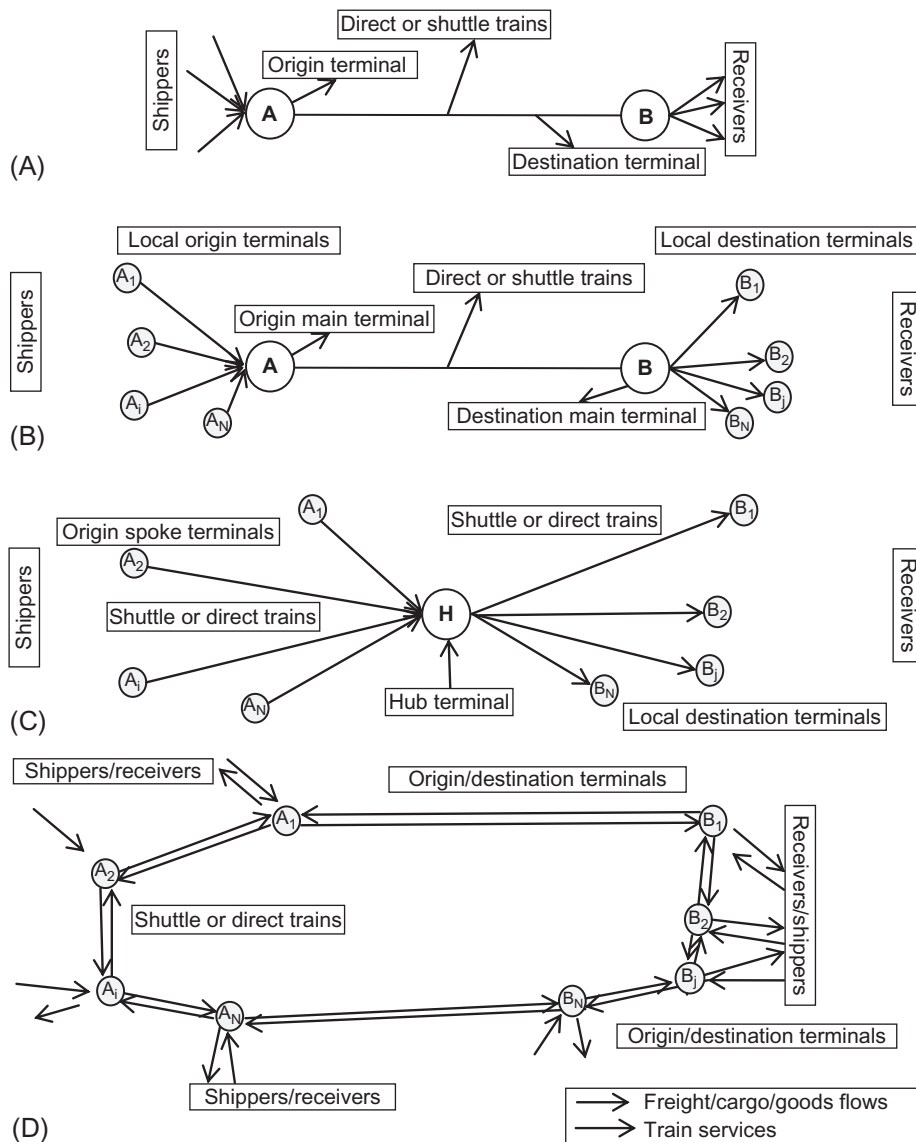 Direct or shuttle trains
Origin terminal
Shippers
A
B
Receivers
Destination terminal
(A)
Local origin terminals
Local destination terminals
A1
B1
Direct or shuttle trains
Shippers
Origin main terminal
A2
B2
Receivers
A
B
Ai
Bj
AN
Destination main terminal
BN
(B)
A1
Shuttle or direct trains
B1
Origin spoke terminals
A2
Shippers
Shuttle or direct trains
H
B2
Receivers
Ai
Bj
AN
Hub terminal
BN
Local destination terminals
(C)
Shippers/receivers
Origin/destination terminals
A1
B1
A2
Receivers/shippers
Shuttle or direct trains
B2
Ai
Bj
AN
BN
Origin/destination terminals
Shippers/receivers
Freight/cargo/goods flows
Train services
(D)